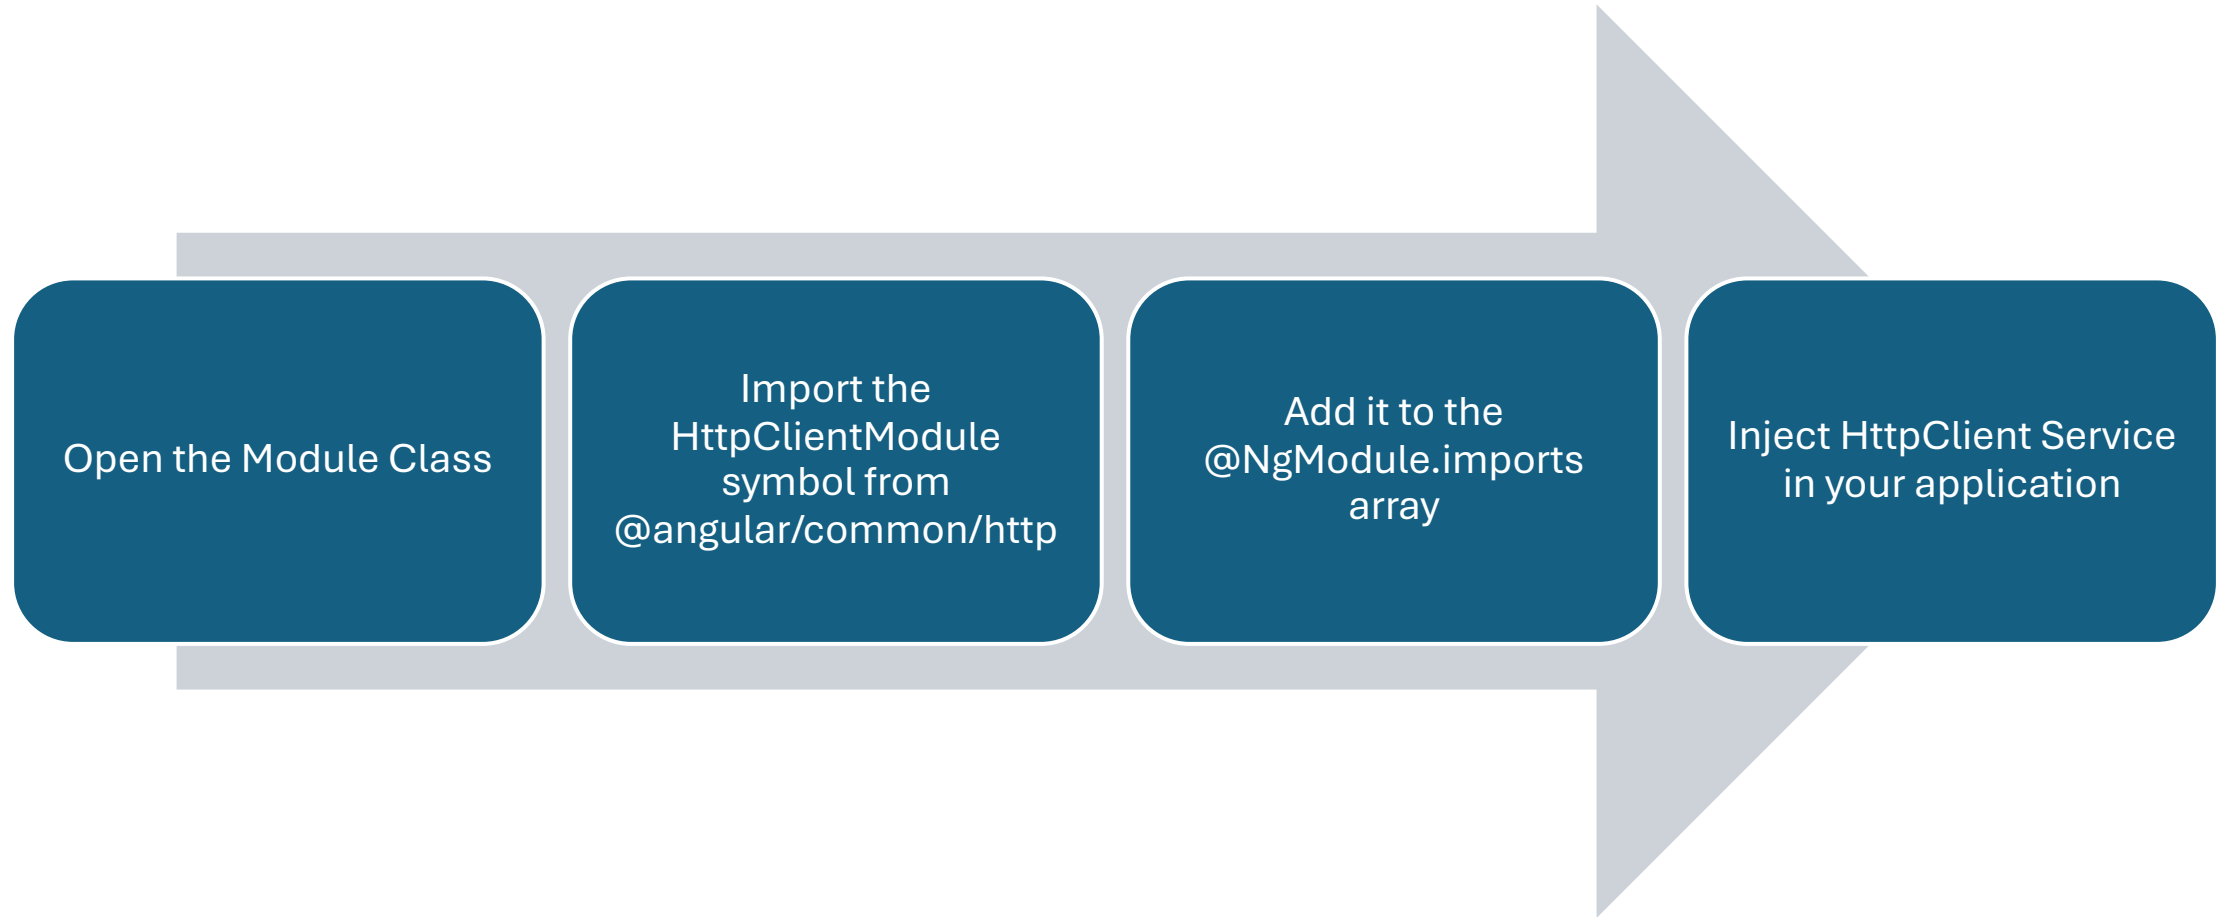 Open the Module Class
Import the
HttpClientModule
symbol from
@angular/common/http
Add it to the
@NgModule.imports
array
Inject HttpClient Service
in your application